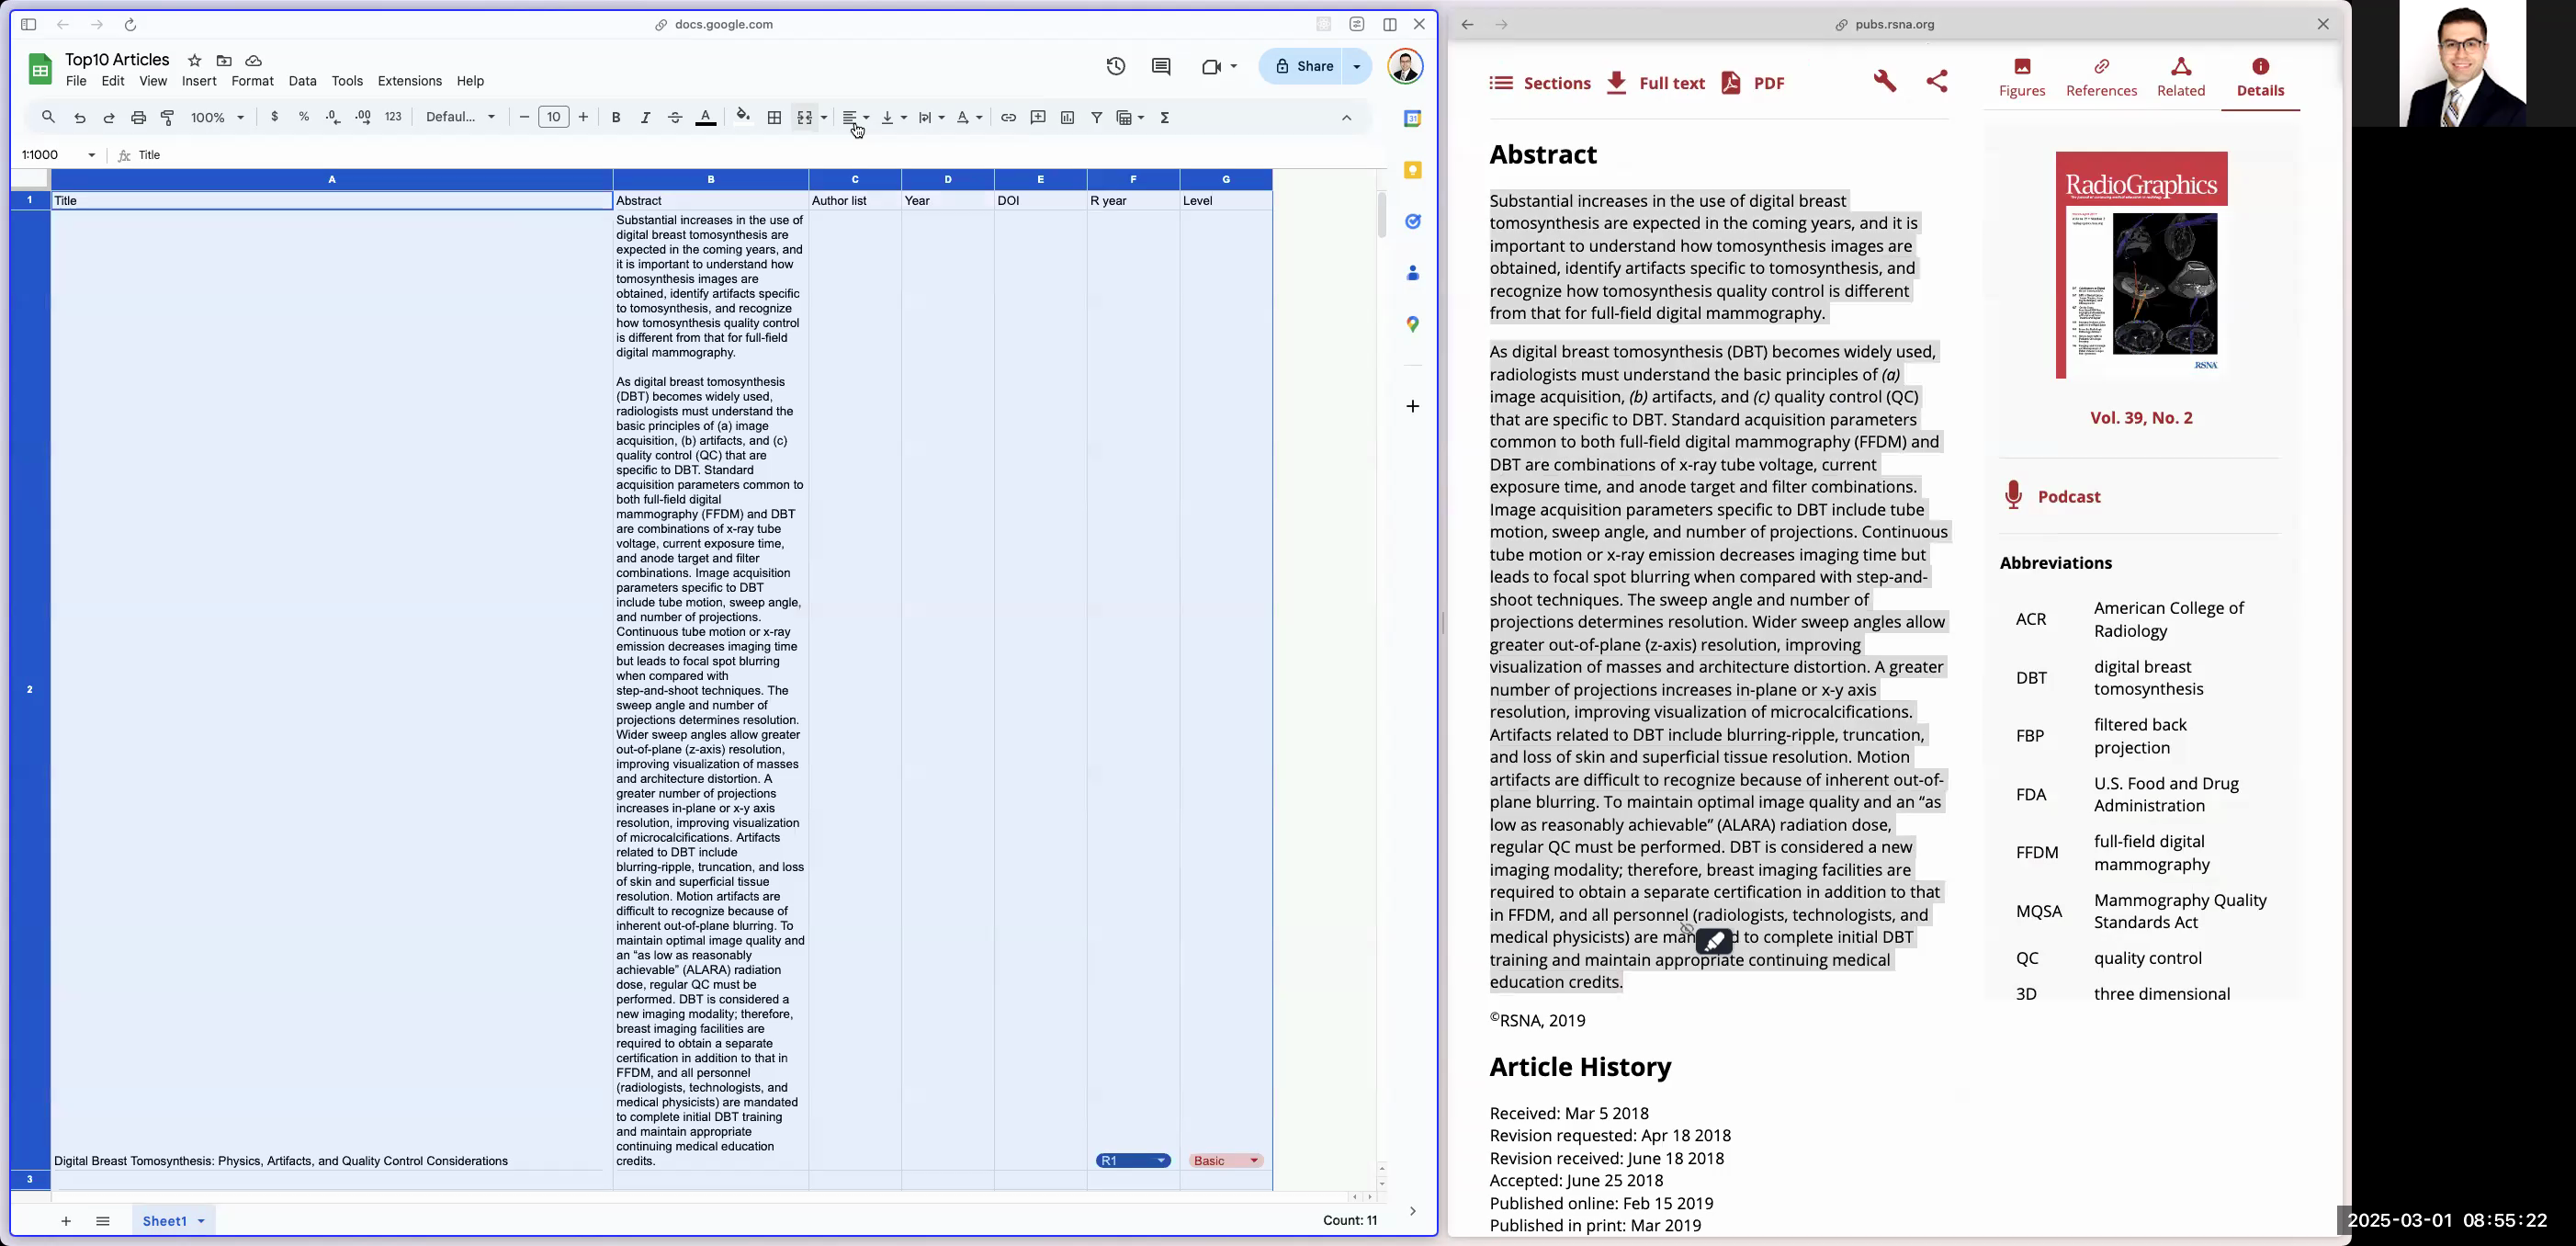 docs.google.com
Top10 Articles
File Edit View Insert Format Data Tools Extensions Help
Share
100% $ % .0 .00 123 Defaul... 10 B I A
1:1000 fx Title
A B C D E F G
1 Title Abstract Author list Year DOI R year Level
Substantial increases in the use of
digital breast tomosynthesis are
expected in the coming years, and
it is important to understand how
tomosynthesis images are
obtained, identify artifacts specific
to tomosynthesis, and recognize
how tomosynthesis quality control
is different from that for full-field
digital mammography.
As digital breast tomosynthesis
(DBT) becomes widely used,
radiologists must understand the
basic principles of (a) image
acquisition, (b) artifacts, and (c)
quality control (QC) that are
specific to DBT. Standard
acquisition parameters common to
both full-field digital
mammography (FFDM) and DBT
are combinations of x-ray tube
voltage, current exposure time,
and anode target and filter
combinations. Image acquisition
parameters specific to DBT
include tube motion, sweep angle,
and number of projections.
Continuous tube motion or x-ray
emission decreases imaging time
but leads to focal spot blurring
when compared with
step-and-shoot techniques. The
sweep angle and number of
2
projections determines resolution.
Wider sweep angles allow greater
out-of-plane (z-axis) resolution,
improving visualization of masses
and architecture distortion. A
greater number of projections
increases in-plane or x-y axis
resolution, improving visualization
of microcalcifications. Artifacts
related to DBT include
blurring-ripple, truncation, and loss
of skin and superficial tissue
resolution. Motion artifacts are
difficult to recognize because of
inherent out-of-plane blurring. To
maintain optimal image quality and
an “as low as reasonably
achievable” (ALARA) radiation
dose, regular QC must be
performed. DBT is considered a
new imaging modality; therefore,
breast imaging facilities are
required to obtain a separate
certification in addition to that in
FFDM, and all personnel
(radiologists, technologists, and
medical physicists) are mandated
to complete initial DBT training
and maintain appropriate
continuing medical education
Digital Breast Tomosynthesis: Physics, Artifacts, and Quality Control Considerations credits. R1 Basic
3
Sheet1
Count: 11
31
pubs.rsna.org
Sections Full text PDF
Figures References Related Details
Abstract
Substantial increases in the use of digital breast
tomosynthesis are expected in the coming years, and it is
important to understand how tomosynthesis images are
obtained, identify artifacts specific to tomosynthesis, and
recognize how tomosynthesis quality control is different
from that for full-field digital mammography.
As digital breast tomosynthesis (DBT) becomes widely used,
radiologists must understand the basic principles of (a)
image acquisition, (b) artifacts, and (c) quality control (QC)
that are specific to DBT. Standard acquisition parameters
common to both full-field digital mammography (FFDM) and
DBT are combinations of x-ray tube voltage, current
exposure time, and anode target and filter combinations.
Image acquisition parameters specific to DBT include tube
motion, sweep angle, and number of projections. Continuous
tube motion or x-ray emission decreases imaging time but
leads to focal spot blurring when compared with step-and-
shoot techniques. The sweep angle and number of
projections determines resolution. Wider sweep angles allow
greater out-of-plane (z-axis) resolution, improving
visualization of masses and architecture distortion. A greater
number of projections increases in-plane or x-y axis
resolution, improving visualization of microcalcifications.
Artifacts related to DBT include blurring-ripple, truncation,
and loss of skin and superficial tissue resolution. Motion
artifacts are difficult to recognize because of inherent out-of-
plane blurring. To maintain optimal image quality and an “as
low as reasonably achievable” (ALARA) radiation dose,
regular QC must be performed. DBT is considered a new
imaging modality; therefore, breast imaging facilities are
required to obtain a separate certification in addition to that
in FFDM, and all personnel (radiologists, technologists, and
medical physicists) are man d to complete initial DBT
training and maintain appropriate continuing medical
education credits.
©RSNA, 2019
Article History
Received: Mar 5 2018
Revision requested: Apr 18 2018
Revision received: June 18 2018
Accepted: June 25 2018
Published online: Feb 15 2019
Published in print: Mar 2019
RadioGraphics
RSNA
Vol. 39, No. 2
Podcast
Abbreviations
ACR American College of
Radiology
DBT digital breast
tomosynthesis
FBP filtered back
projection
FDA U.S. Food and Drug
Administration
FFDM full-field digital
mammography
MQSA Mammography Quality
Standards Act
QC quality control
3D three dimensional
2025-03-01 08:55:22